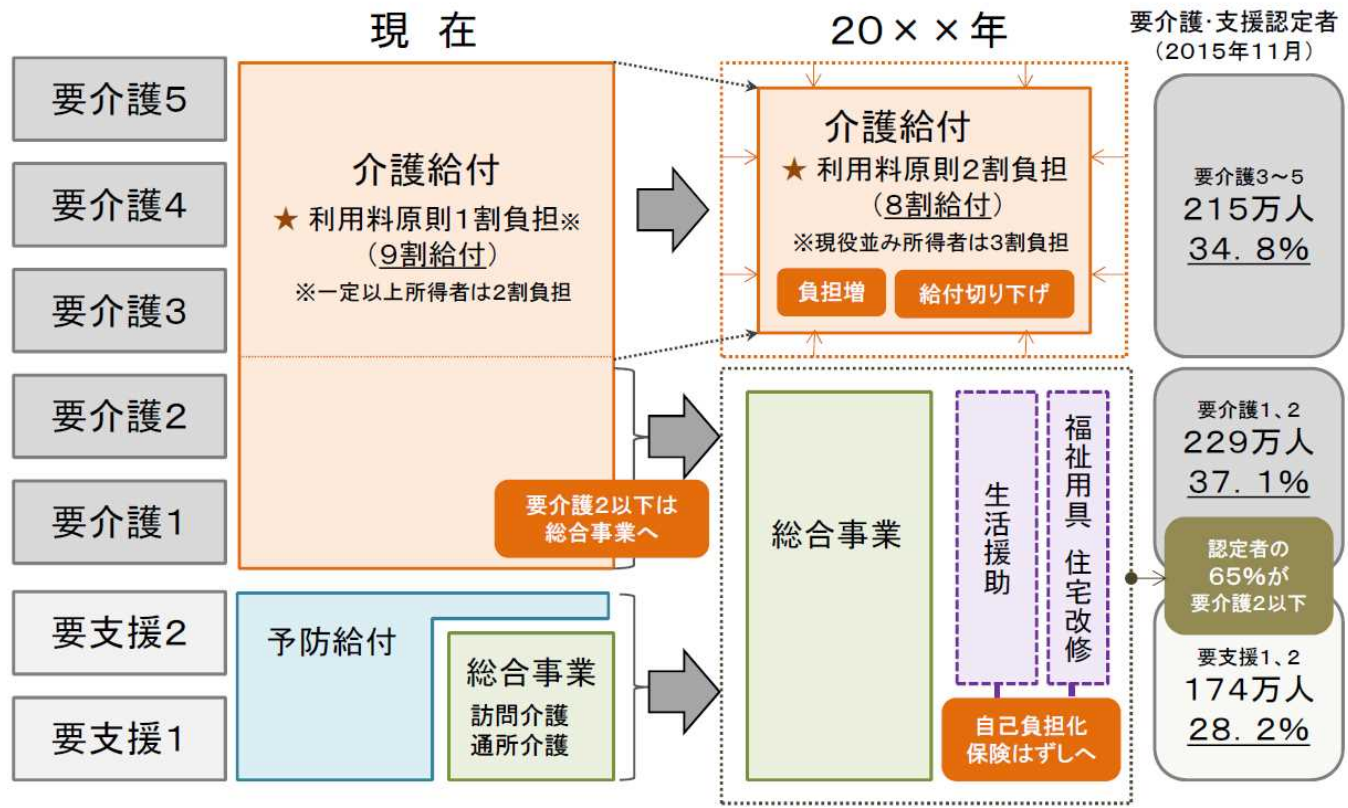 現 在
20××年
要介護・支援認定者
(2015年11月)
要介護5
要介護4
要介護3
要介護2
要介護1
要支援2
要支援1
介護給付
★ 利用料原則1割負担※
(9割給付)
※一定以上所得者は2割負担
要介護2以下は
総合事業へ
予防給付
総合事業
訪問介護
通所介護
介護給付
★ 利用料原則2割負担
(8割給付)
※現役並み所得者は3割負担
負担増
給付切り下げ
総合事業
生活援助
福祉用具 住宅改修
自己負担化
保険はずしへ
要介護3~5
215万人
34.8%
要介護1、2
229万人
37.1%
認定者の
65%が
要介護2以下
要支援1、2
174万人
28.2%